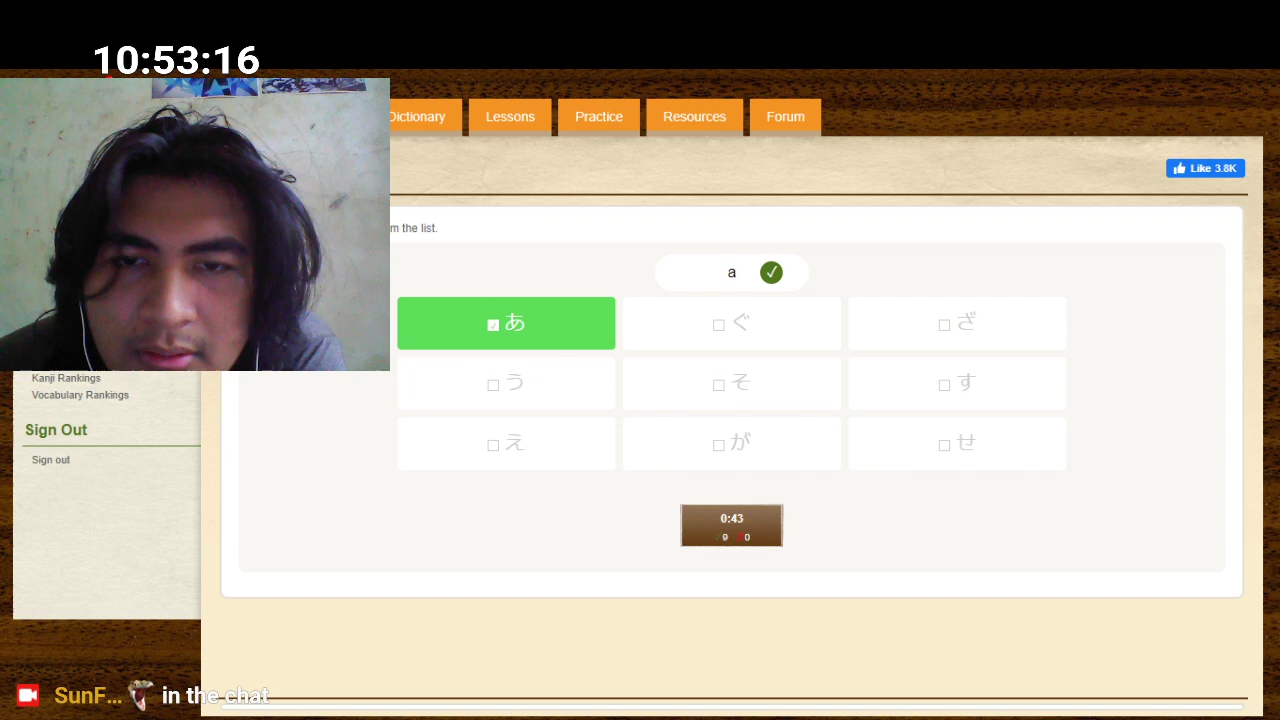 10:53:16
Dictionary Lessons Practice Resources Forum
Like 3.8K
m the list.
a
あ ぐ ざ
う そ す
え が せ
Kanji Rankings
Vocabulary Rankings
Sign Out
Sign out
0:43
9 0
SunF... in the chat